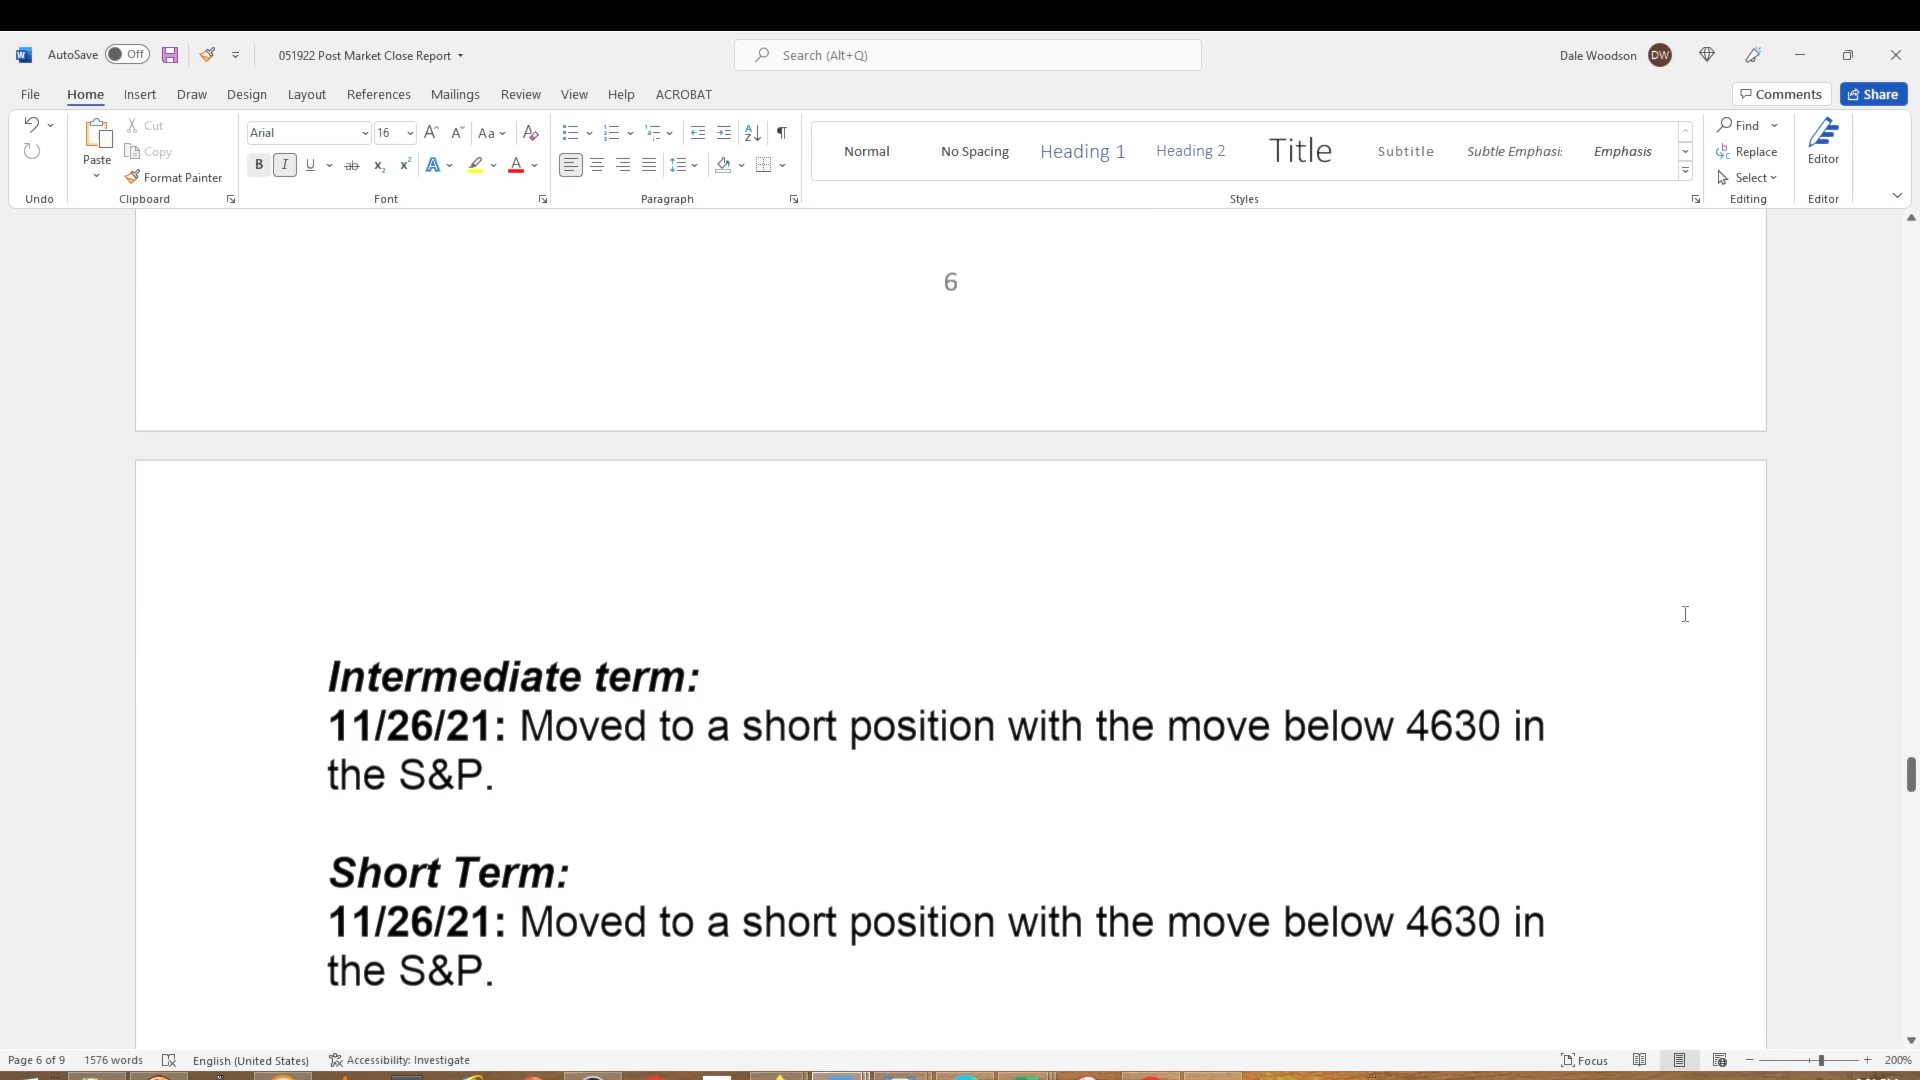 AutoSave Off 051922 Post Market Close Report Search (Alt+Q) Dale Woodson DW
File Home Insert Draw Design Layout References Mailings Review View Help ACROBAT Comments Share
Paste
Cut
Copy
Format Painter
Arial 16
Normal No Spacing Heading 1 Heading 2 Title Subtitle Subtle Emphasis Emphasis
Find
Replace
Select
Editor
Undo Clipboard Font Paragraph Styles Editing Editor
6
Intermediate term:
11/26/21: Moved to a short position with the move below 4630 in
the S&P.
Short Term:
11/26/21: Moved to a short position with the move below 4630 in
the S&P.
Page 6 of 9 1576 words English (United States) Accessibility: Investigate Focus 200%